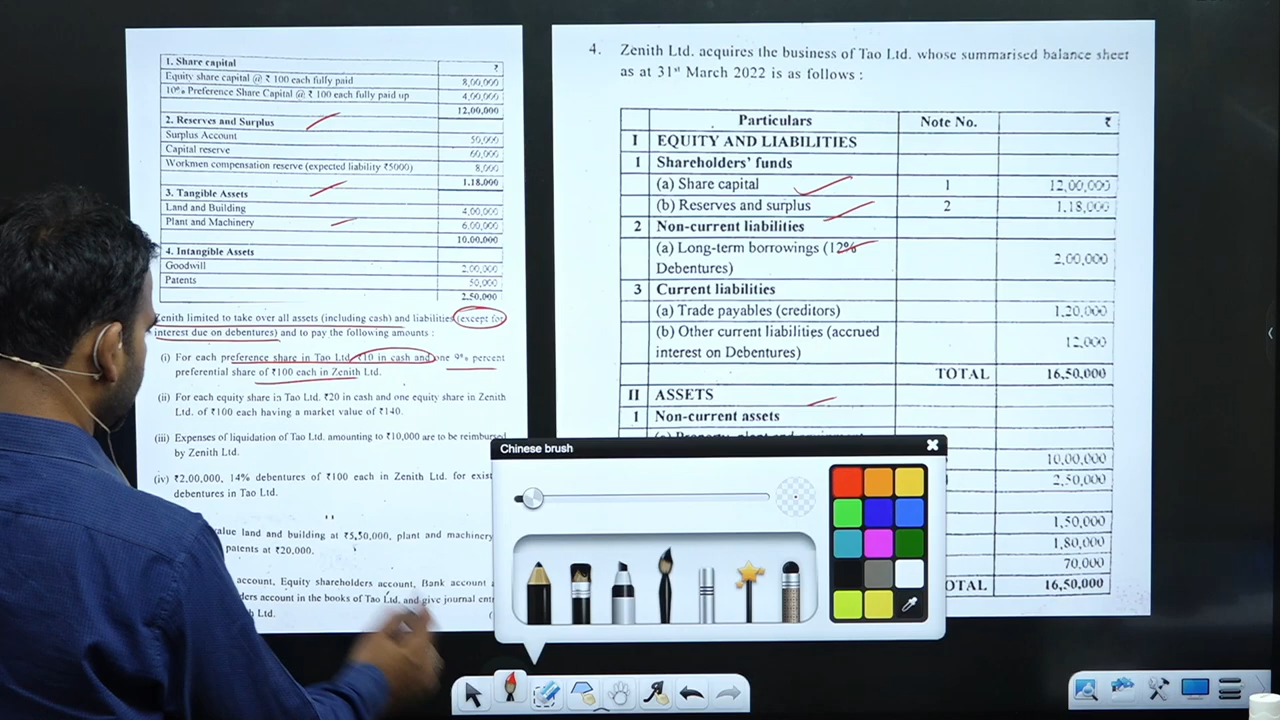 1. Share capital
₹
Equity share capital @ ₹ 100 each fully paid
8,00,000
10% Preference Share Capital @ ₹ 100 each fully paid up
4,00,000
12,00,000
2. Reserves and Surplus
Surplus Account
50,000
Capital reserve
60,000
Workmen compensation reserve (expected liability ₹5000)
8,000
1,18,000
3. Tangible Assets
Land and Building
4,00,000
Plant and Machinery
6,00,000
10,00,000
4. Intangible Assets
Goodwill
2,00,000
Patents
50,000
2,50,000
Zenith limited to take over all assets (including cash) and liabilities (except for
interest due on debentures) and to pay the following amounts :
(i) For each preference share in Tao Ltd. ₹10 in cash and one 9% percent
preferential share of ₹100 each in Zenith Ltd.
(ii) For each equity share in Tao Ltd. ₹20 in cash and one equity share in Zenith
Ltd. of ₹100 each having a market value of ₹140.
(iii) Expenses of liquidation of Tao Ltd. amounting to ₹10,000 are to be reimbursed
by Zenith Ltd.
(iv) ₹2,00,000, 14% debentures of ₹100 each in Zenith Ltd. for exist
debentures in Tao Ltd.
value land and building at ₹5,50,000, plant and machinery
patents at ₹20,000.
account, Equity shareholders account, Bank account
ders account in the books of Tao Ltd. and give journal entr
Ltd.
4. Zenith Ltd. acquires the business of Tao Ltd. whose summarised balance sheet
as at 31st March 2022 is as follows :
Particulars Note No. ₹
I EQUITY AND LIABILITIES
1 Shareholders' funds
(a) Share capital 1 12,00,000
(b) Reserves and surplus 2 1,18,000
2 Non-current liabilities
(a) Long-term borrowings (12%
Debentures) 2,00,000
3 Current liabilities
(a) Trade payables (creditors) 1,20,000
(b) Other current liabilities (accrued
interest on Debentures) 12,000
TOTAL 16,50,000
II ASSETS
1 Non-current assets
10,00,000
2,50,000
1,50,000
1,80,000
70,000
OTAL 16,50,000
Chinese brush